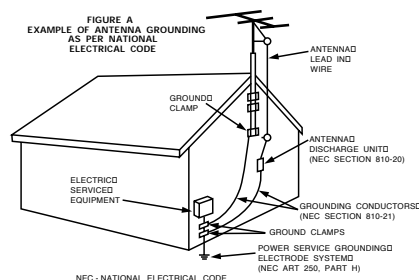 FIGURE A
EXAMPLE OF ANTENNA GROUNDING
AS PER NATIONAL
ELECTRICAL CODE
ANTENNA
LEAD IN
WIRE
GROUND
CLAMP
ANTENNA
DISCHARGE UNIT
(NEC SECTION 810-20)
ELECTRIC
SERVICE
EQUIPMENT
GROUNDING CONDUCTORS
(NEC SECTION 810-21)
GROUND CLAMPS
POWER SERVICE GROUNDING
ELECTRODE SYSTEM
(NEC ART 250, PART H)
NEC - NATIONAL ELECTRICAL CODE